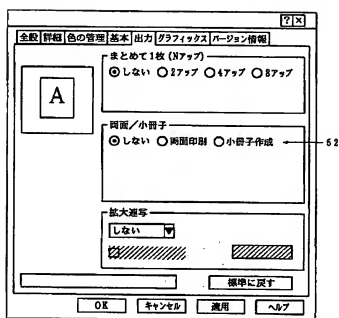 ? ×
全般 詳細 色の管理 基本 出力 グラフィックス バージョン情報
まとめて1枚(Nアップ)
しない 2アップ 4アップ 8アップ
A
両面/小冊子
しない 両面印刷 小冊子作成
52
拡大連写
しない
標準に戻す
OK キャンセル 適用 ヘルプ